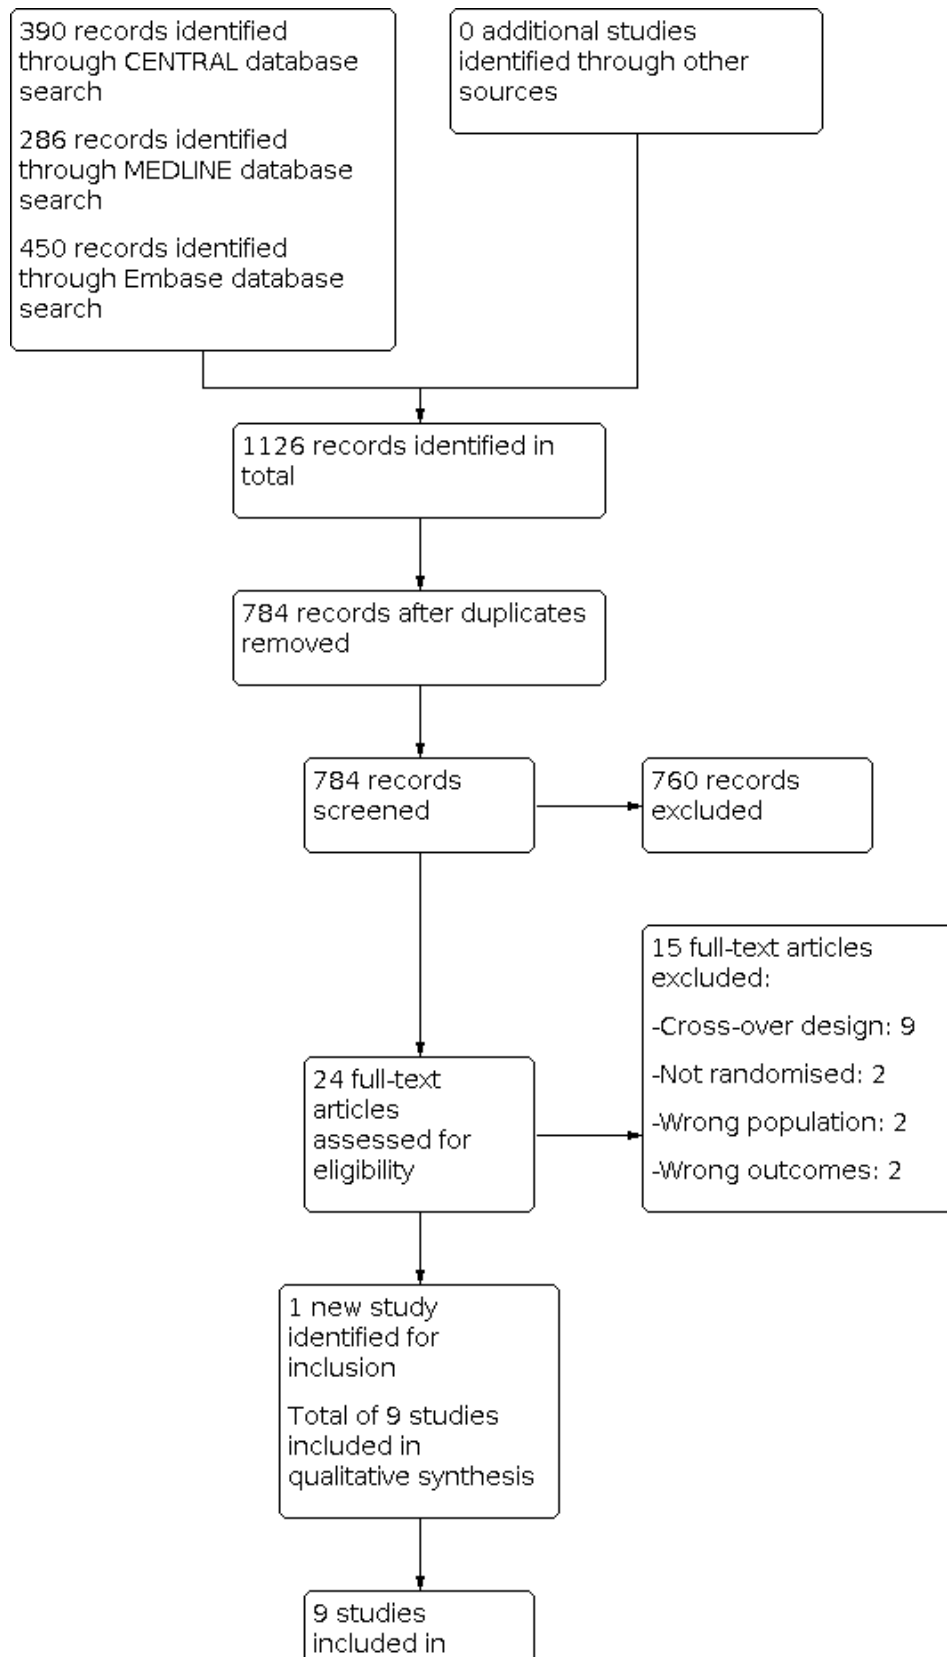 390 records identified
through CENTRAL database
search
286 records identified
through MEDLINE database
search
450 records identified
through Embase database
search
0 additional studies
identified through other
sources
1126 records identified in
total
784 records after duplicates
removed
784 records
screened
760 records
excluded
24 full-text
articles
assessed for
eligibility
15 full-text articles
excluded:
-Cross-over design: 9
-Not randomised: 2
-Wrong population: 2
-Wrong outcomes: 2
1 new study
identified for
inclusion
Total of 9 studies
included in
qualitative synthesis
9 studies
included in